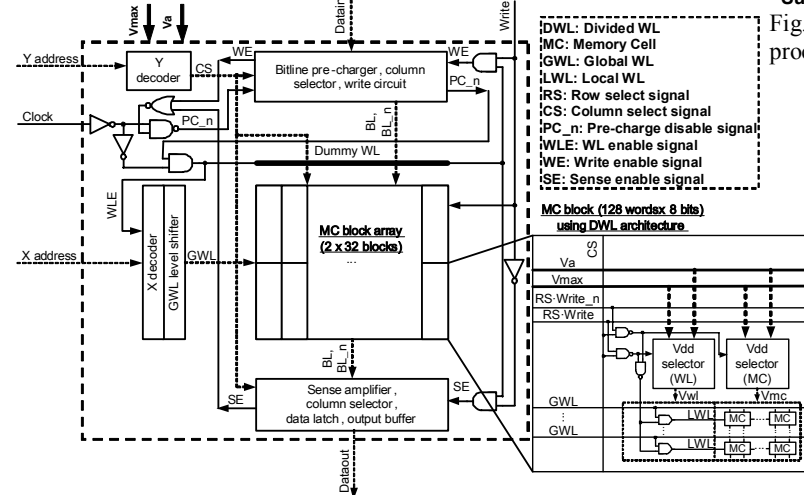 Vmax
Va
Datain
Write
Y address
Y
decoder
CS
WE
Bitline pre-charger, column
selector, write circuit
WE
PC_n
Clock
PC_n
BL,
BL_n
Dummy WL
WLE
X decoder
GWL level shifter
X address
GWL
MC block array
(2 x 32 blocks)
...
BL,
BL_n
SE
Sense amplifier,
column selector,
data latch, output buffer
SE
Dataout
DWL: Divided WL
MC: Memory Cell
GWL: Global WL
LWL: Local WL
RS: Row select signal
CS: Column select signal
PC_n: Pre-charge disable signal
WLE: WL enable signal
WE: Write enable signal
SE: Sense enable signal
Fig.
proc
MC block (128 wordsx 8 bits)
using DWL architecture
CS
Va
Vmax
RS·Write_n
RS·Write
Vdd
selector
(WL)
Vdd
selector
(MC)
Vwl
Vmc
GWL
LWL
MC
MC
GWL
LWL
MC
MC